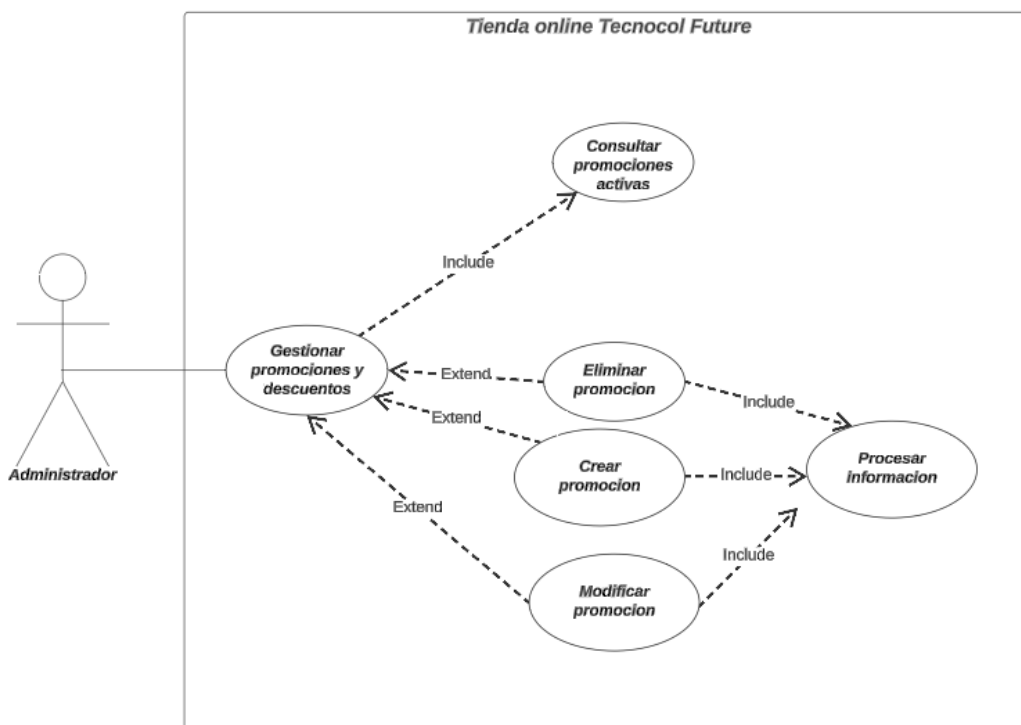 Tienda online Tecnocol Future
Consultar
promociones
activas
Include
Gestionar
promociones y
descuentos
Extend
Eliminar
promocion
Include
Extend
Crear
promocion
Include
Procesar
informacion
Administrador
Extend
Include
Modificar
promocion